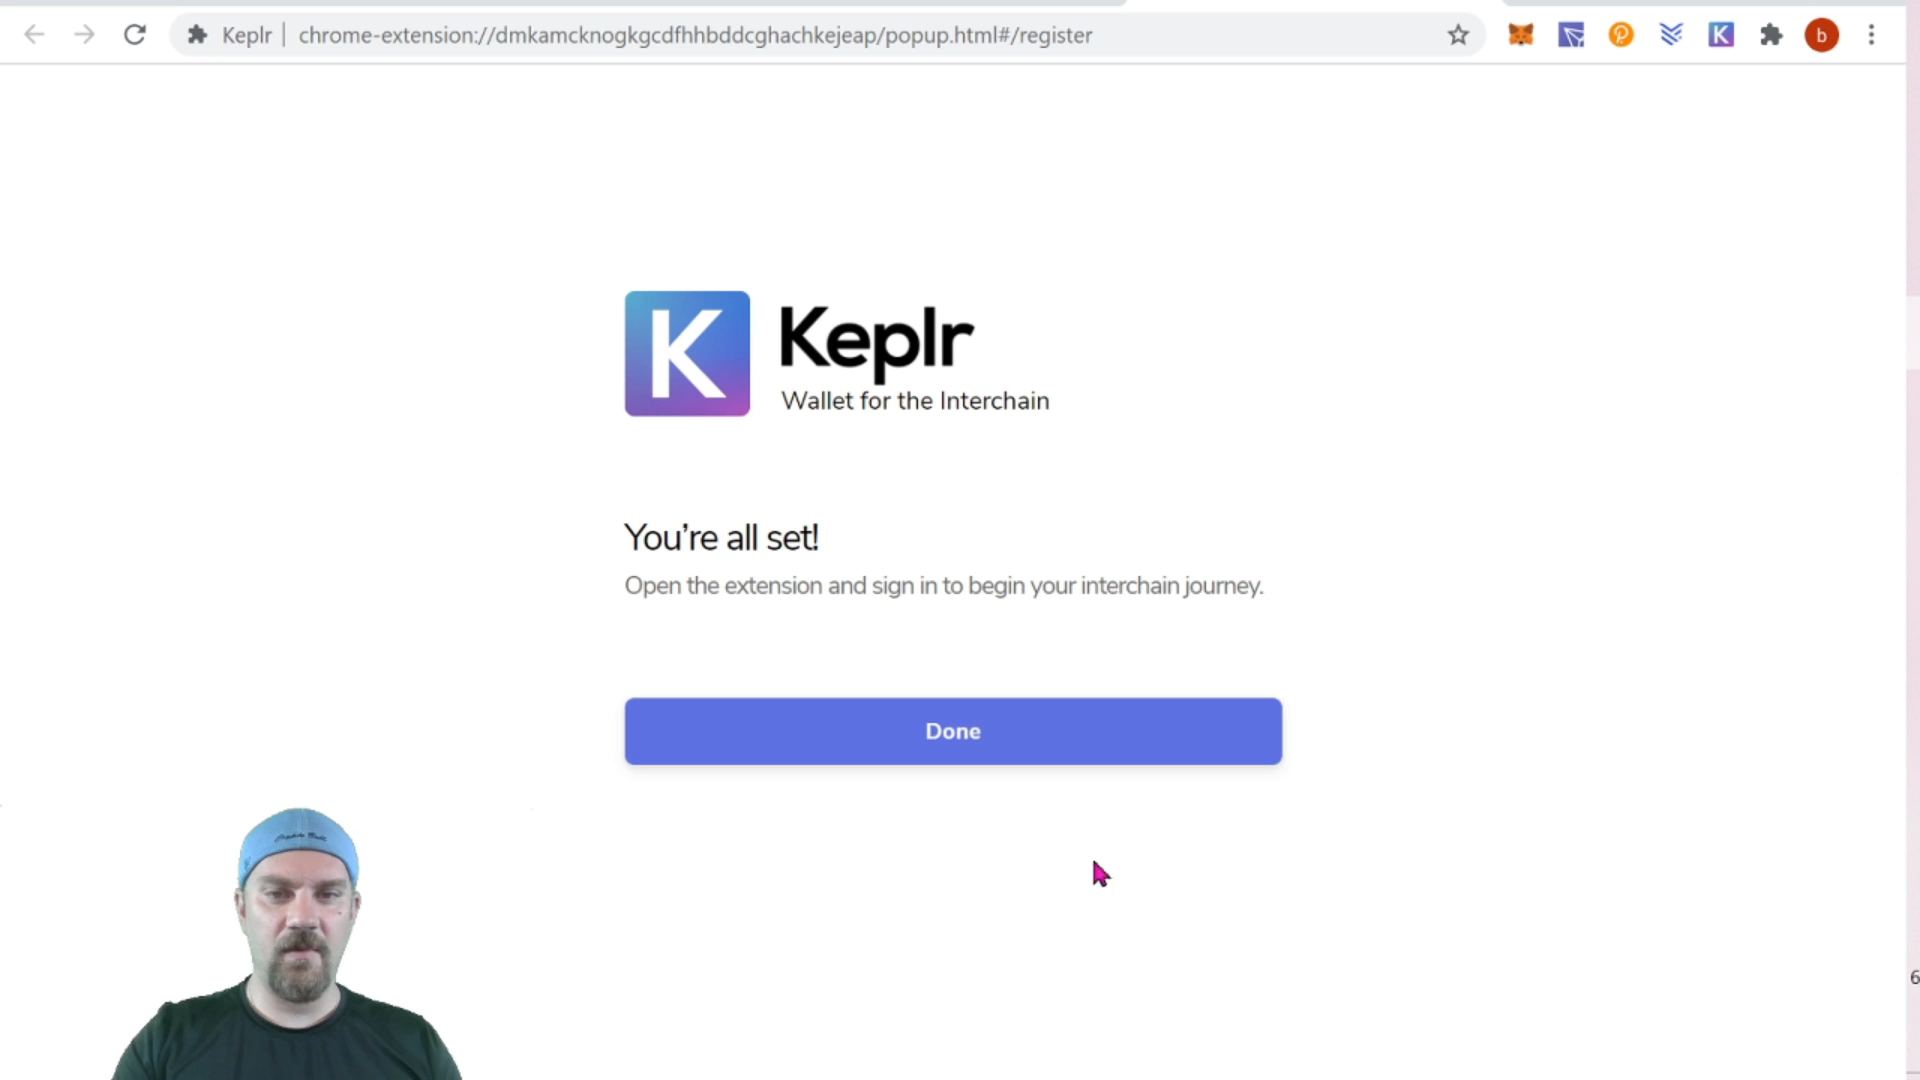 Keplr
chrome-extension://dmkamcknogkgcdfhhbddcghachkejeap/popup.html#/register
K
b
K
Keplr
Wallet for the Interchain
You're all set!
Open the extension and sign in to begin your interchain journey.
Done
6